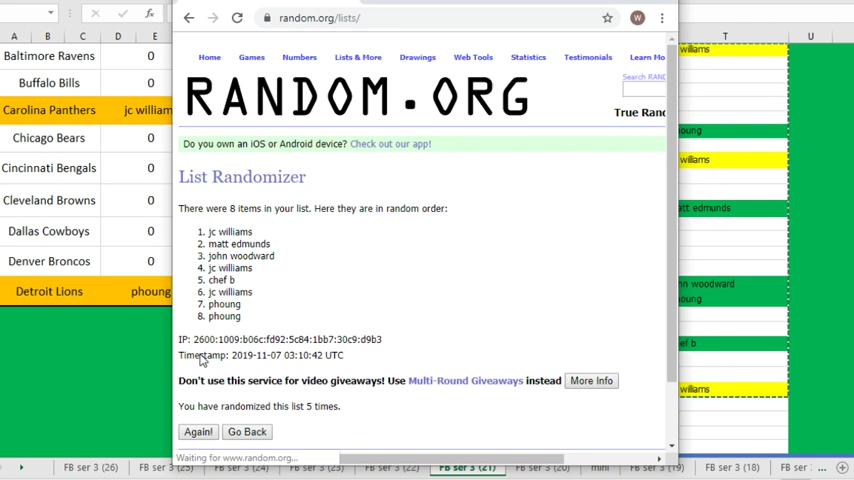 random.org/lists/
W
A B C D E
T U
Baltimore Ravens 0
Buffalo Bills 0
Carolina Panthers jc william
Chicago Bears 0
Cincinnati Bengals 0
Cleveland Browns 0
Dallas Cowboys 0
Denver Broncos 0
Detroit Lions phoung
Home Games Numbers Lists & More Drawings Web Tools Statistics Testimonials Learn Mo
RANDOM.ORG
Search RAND
True Rand
Do you own an iOS or Android device? Check out our app!
List Randomizer
There were 8 items in your list. Here they are in random order:
1. jc williams
2. matt edmunds
3. john woodward
4. jc williams
5. chef b
6. jc williams
7. phoung
8. phoung
IP: 2600:1009:b06c:fd92:5c84:1bb7:30c9:d9b3
Timestamp: 2019-11-07 03:10:42 UTC
Don't use this service for video giveaways! Use Multi-Round Giveaways instead More Info
You have randomized this list 5 times.
Again! Go Back
Waiting for www.random.org...
williams
oung
williams
att edmunds
hn woodward
oung
ef b
williams
FB ser 3 (26) FB ser 3 (25) FB ser 3 (24) FB ser 3 (23) FB ser 3 (22) FB ser 3 (21) FB ser 3 (20) mini FB ser 3 (19) FB ser 3 (18) FB ser ...